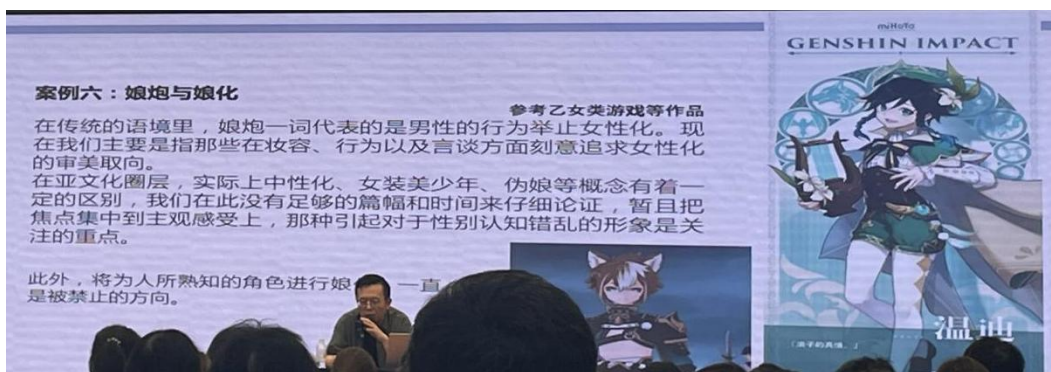 案例六：娘炮与娘化
参考乙女类游戏等作品
在传统的语境里，娘炮一词代表的是男性的行为举止女性化。现
在我们主要是指那些在妆容、行为以及言谈方面刻意追求女性化
的审美取向。
在亚文化圈层，实际上中性化、女装美少年、伪娘等概念有着一
定的区别，我们在此没有足够的篇幅和时间来仔细论证，暂且把
焦点集中到主观感受上，那种引起对于性别认知错乱的形象是关
注的重点。
此外，将为人所熟知的角色进行娘
一直
是被禁止的方向。
miHoYo
GENSHIN IMPACT
温迪